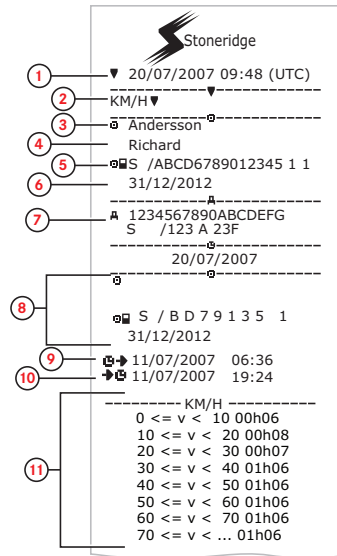 Stoneridge
1 ▼ 20/07/2007 09:48 (UTC)
2 KM/H▼
3 Andersson
4 Richard
5 S /ABCD6789012345 1 1
6 31/12/2012
7 1234567890ABCDEFG
S /123 A 23F
20/07/2007
8
S / B D 7 9 1 3 5 1
31/12/2012
9 11/07/2007 06:36
10 11/07/2007 19:24
-------- KM/H --------
11
0 <= v < 10 00h06
10 <= v < 20 00h08
20 <= v < 30 00h07
30 <= v < 40 01h06
40 <= v < 50 01h06
50 <= v < 60 01h06
60 <= v < 70 01h06
70 <= v < ... 01h06